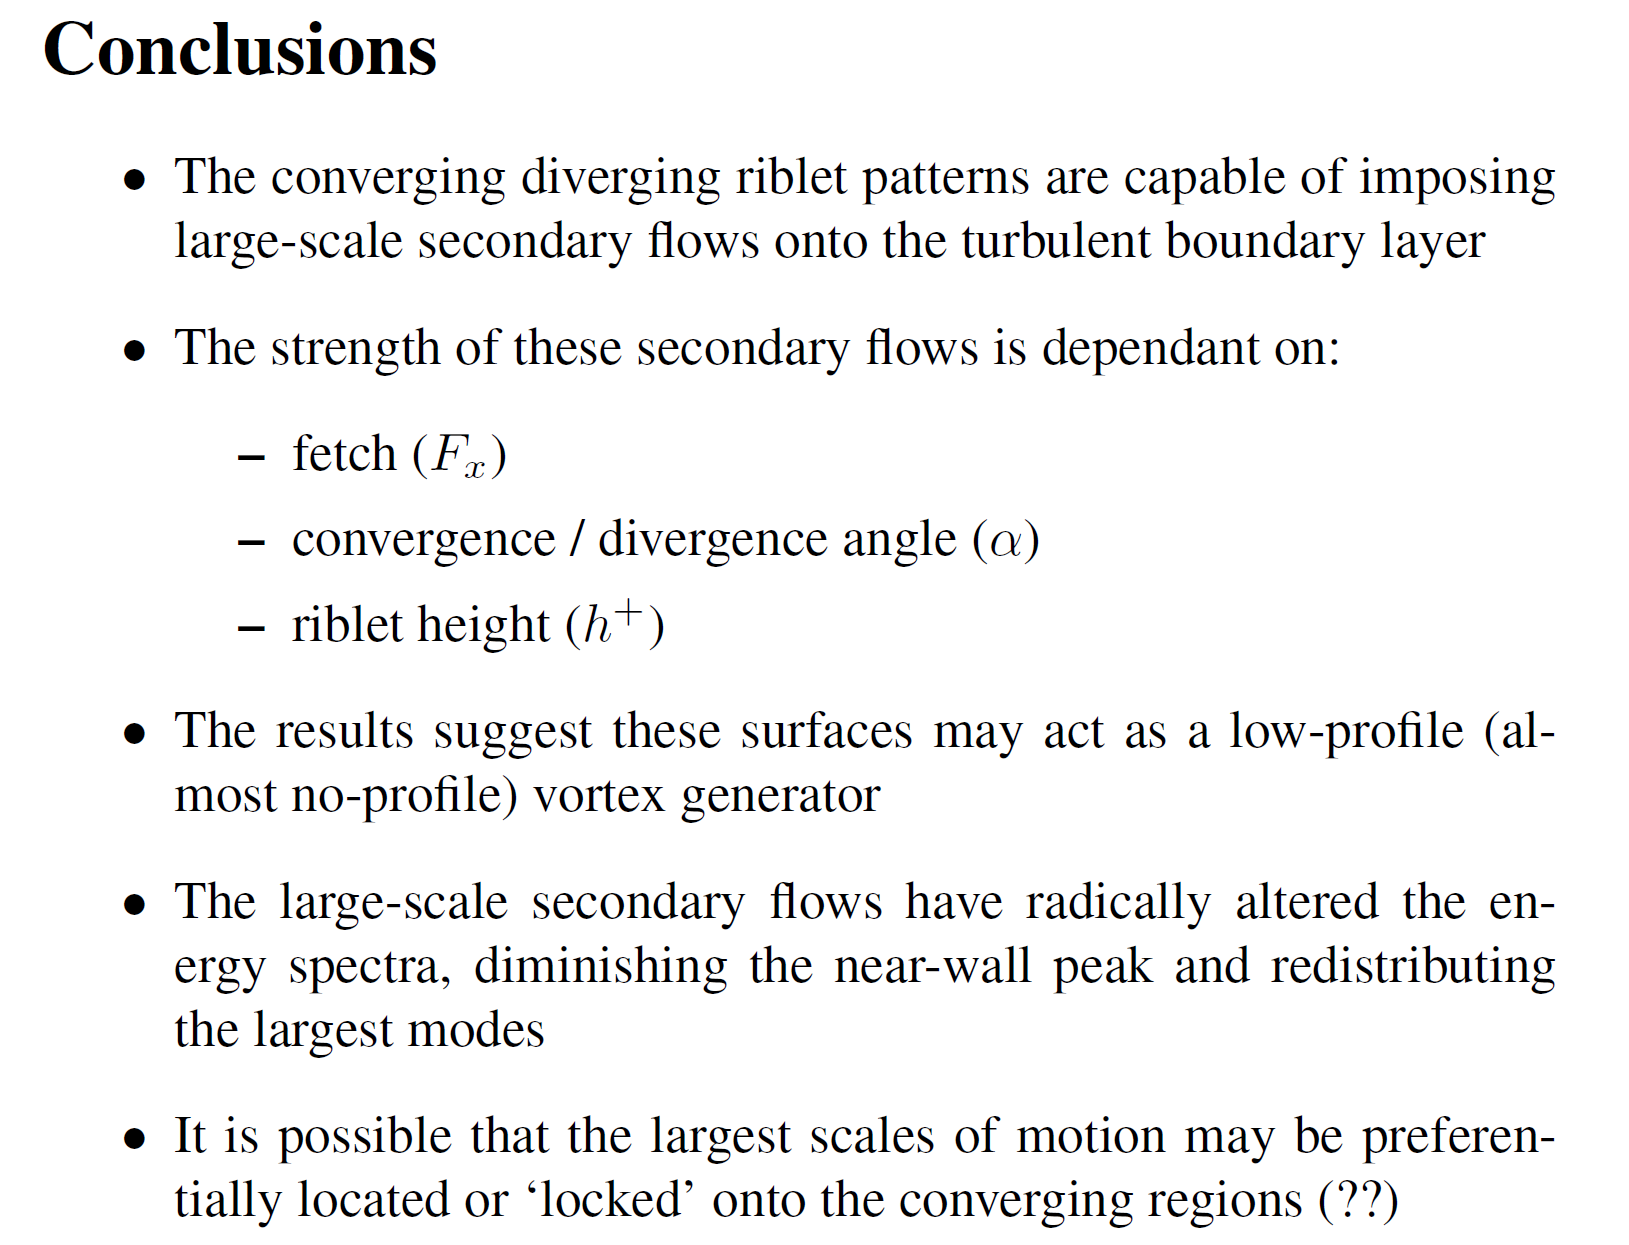 Conclusions
• The converging diverging riblet patterns are capable of imposing
large-scale secondary flows onto the turbulent boundary layer
• The strength of these secondary flows is dependant on:
– fetch (Fₓ)
– convergence / divergence angle (α)
– riblet height (h⁺)
• The results suggest these surfaces may act as a low-profile (al-
most no-profile) vortex generator
• The large-scale secondary flows have radically altered the en-
ergy spectra, diminishing the near-wall peak and redistributing
the largest modes
• It is possible that the largest scales of motion may be preferen-
tially located or ‘locked’ onto the converging regions (??)